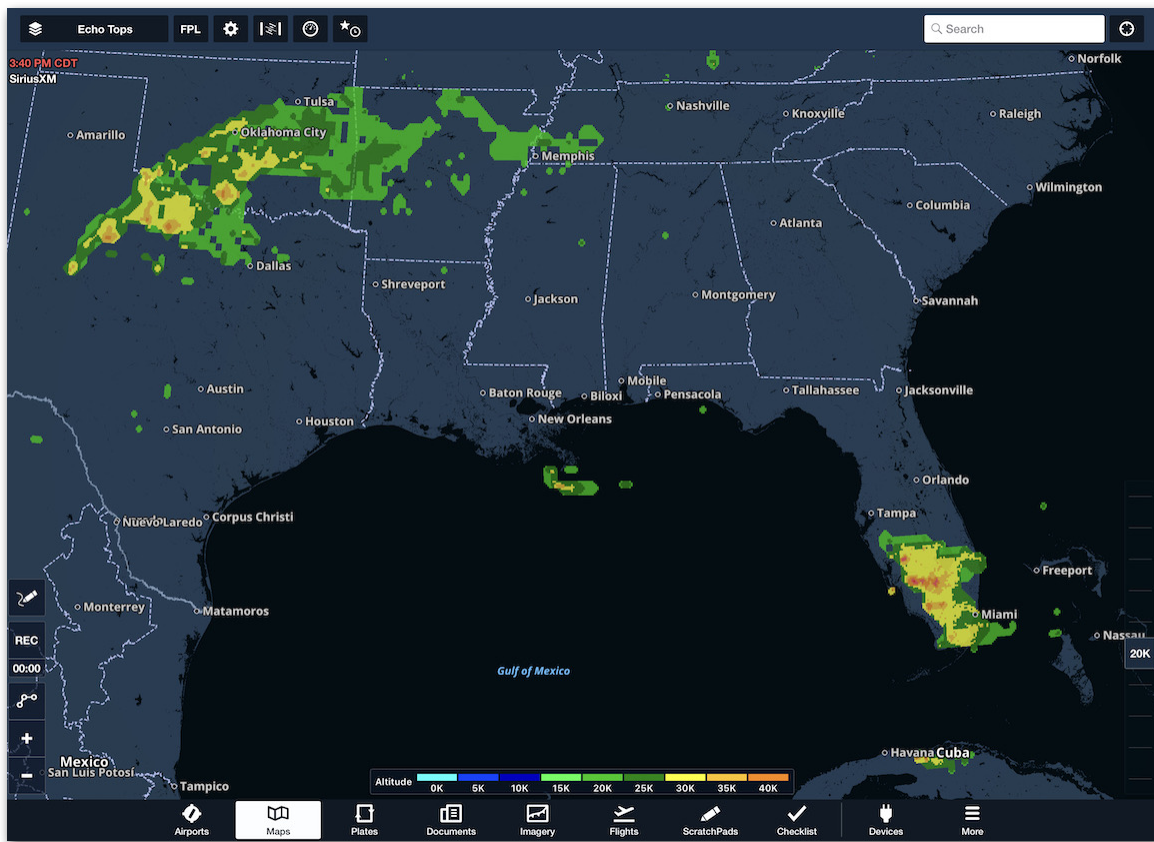 Echo Tops
FPL
Search
3:40 PM CDT
SiriusXM
Norfolk
Tulsa
Nashville
Knoxville
Raleigh
Amarillo
Oklahoma City
Memphis
Wilmington
Columbia
Atlanta
Dallas
Shreveport
Jackson
Montgomery
Savannah
Austin
Baton Rouge
Biloxi
Mobile
Pensacola
Tallahassee
Jacksonville
Houston
New Orleans
San Antonio
Orlando
Nuevo Laredo
Corpus Christi
Tampa
Freeport
Monterrey
Matamoros
Miami
REC
Nassau
20K
00:00
Gulf of Mexico
Havana
Cuba
Mexico
San Luis Potosí
Tampico
Altitude
0K 5K 10K 15K 20K 25K 30K 35K 40K
Airports Maps Plates Documents Imagery Flights ScratchPads Checklist Devices More